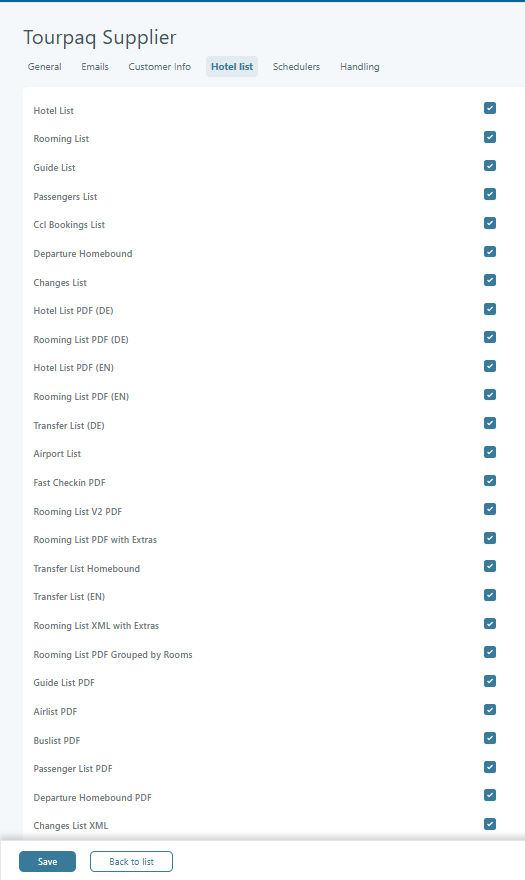 Tourpaq Supplier
General Emails Customer Info Hotel list Schedulers Handling
Hotel List
Rooming List
Guide List
Passengers List
Ccl Bookings List
Departure Homebound
Changes List
Hotel List PDF (DE)
Rooming List PDF (DE)
Hotel List PDF (EN)
Rooming List PDF (EN)
Transfer List (DE)
Airport List
Fast Checkin PDF
Rooming List V2 PDF
Rooming List PDF with Extras
Transfer List Homebound
Transfer List (EN)
Rooming List XML with Extras
Rooming List PDF Grouped by Rooms
Guide List PDF
Airlist PDF
Buslist PDF
Passenger List PDF
Departure Homebound PDF
Changes List XML
Save Back to list